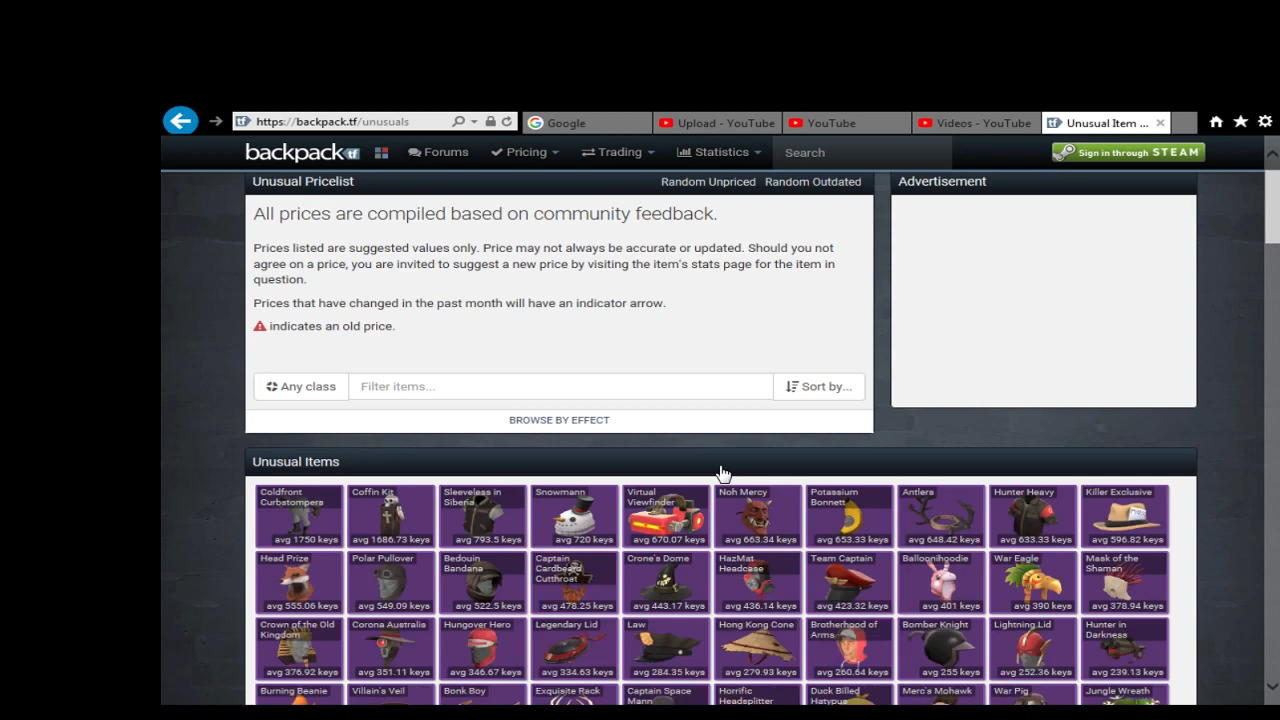 https://backpack.tf/unusuals
Google
Upload - YouTube
YouTube
Videos - YouTube
Unusual Item ...
backpack tf
Forums
Pricing
Trading
Statistics
Search
Sign in through STEAM
Unusual Pricelist
Random Unpriced
Random Outdated
Advertisement
All prices are compiled based on community feedback.
Prices listed are suggested values only. Price may not always be accurate or updated. Should you not
agree on a price, you are invited to suggest a new price by visiting the item's stats page for the item in
question.
Prices that have changed in the past month will have an indicator arrow.
indicates an old price.
Any class
Filter items...
Sort by...
BROWSE BY EFFECT
Unusual Items
Coldfront
Curbstompers
avg 1750 keys
Coffin Kit
avg 1686.73 keys
Sleeveless in
Siberia
avg 793.5 keys
Snowmann
avg 720 keys
Virtual
Viewfinder
avg 670.07 keys
Noh Mercy
avg 663.34 keys
Potassium
Bonnett
avg 653.33 keys
Antlers
avg 648.42 keys
Hunter Heavy
avg 633.33 keys
Killer Exclusive
avg 596.82 keys
Head Prize
avg 555.06 keys
Polar Pullover
avg 549.09 keys
Bedouin
Bandana
avg 522.5 keys
Captain
Cardbeard
Cutthroat
avg 478.25 keys
Crone's Dome
avg 443.17 keys
HazMat
Headcase
avg 436.14 keys
Team Captain
avg 423.32 keys
Balloonihoodie
avg 401 keys
War Eagle
avg 390 keys
Mask of the
Shaman
avg 378.94 keys
Crown of the Old
Kingdom
avg 376.92 keys
Corona Australis
avg 351.11 keys
Hungover Hero
avg 346.67 keys
Legendary Lid
avg 334.63 keys
Law
avg 284.35 keys
Hong Kong Cone
avg 279.93 keys
Brotherhood of
Arms
avg 260.64 keys
Bomber Knight
avg 255 keys
Lightning Lid
avg 252.36 keys
Hunter in
Darkness
avg 239.13 keys
Burning Beanie
Villain's Veil
Bonk Boy
Exquisite Rack
Captain Space
Mann
Horrific
Headsplitter
Duck Billed
Hatypus
Merc's Mohawk
War Pig
Jungle Wreath